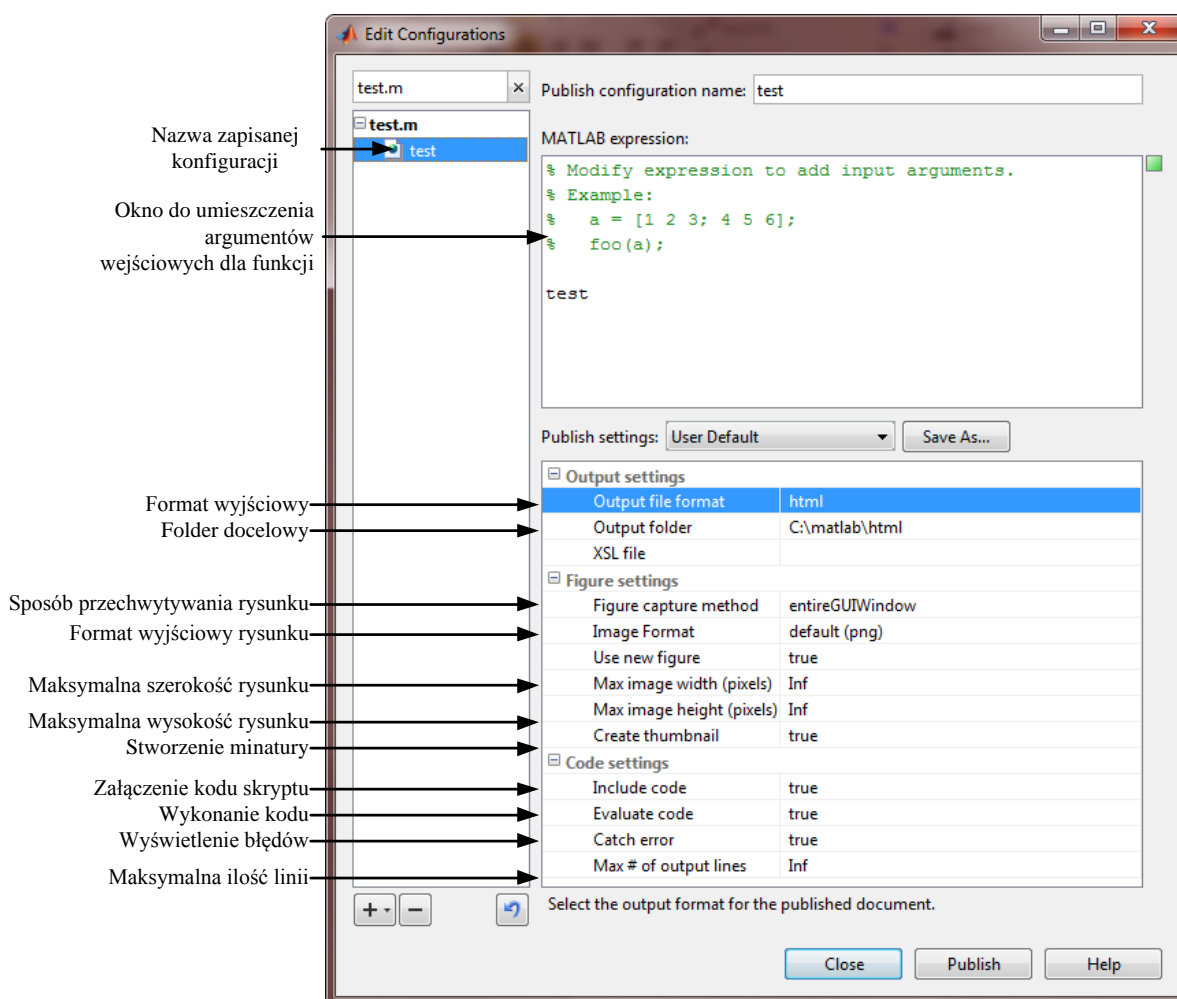 Edit Configurations
test.m
Publish configuration name: test
test.m
test
MATLAB expression:
% Modify expression to add input arguments.
% Example:
%   a = [1 2 3; 4 5 6];
%   foo(a);
test
Nazwa zapisanej
konfiguracji
Okno do umieszczenia
argumentów
wejściowych dla funkcji
Publish settings: User Default Save As...
Output settings
Format wyjściowy Output file format html
Folder docelowy Output folder C:\matlab\html
XSL file
Figure settings
Sposób przechwytywania rysunku Figure capture method entireGUIWindow
Format wyjściowy rysunku Image Format default (png)
Use new figure true
Maksymalna szerokość rysunku Max image width (pixels) Inf
Max image height (pixels) Inf
Maksymalna wysokość rysunku
Create thumbnail true
Stworzenie minatury
Code settings
Załączenie kodu skryptu Include code true
Wykonanie kodu Evaluate code true
Wyświetlenie błędów Catch error true
Max # of output lines Inf
Maksymalna ilość linii
Select the output format for the published document.
Close Publish Help